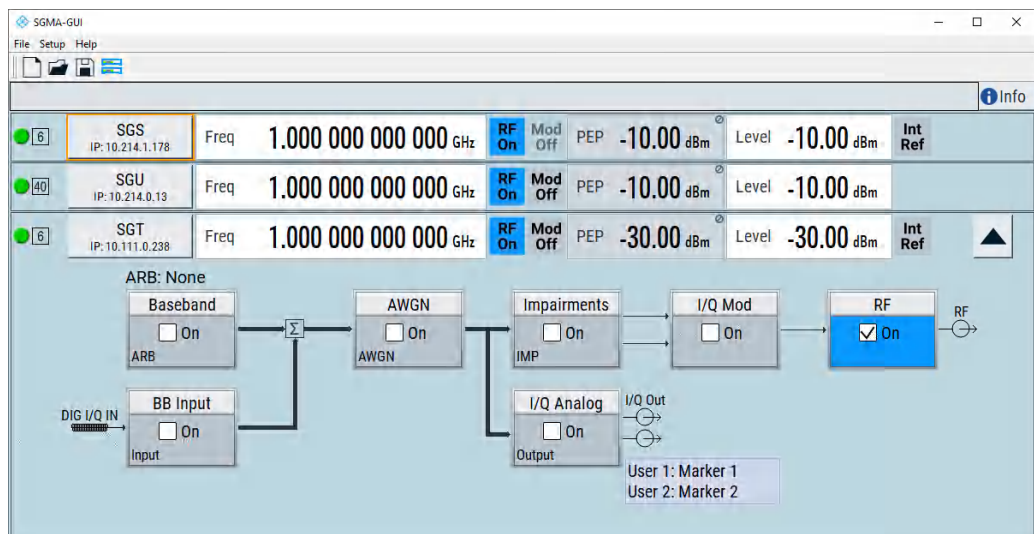 SGMA-GUI
File Setup Help
Info
6 SGS IP: 10.214.1.178 Freq 1.000 000 000 000 GHz RF On Mod Off PEP -10.00 dBm Level -10.00 dBm Int Ref
40 SGU IP: 10.214.0.13 Freq 1.000 000 000 000 GHz RF On Mod Off PEP -10.00 dBm Level -10.00 dBm
6 SGT IP: 10.111.0.238 Freq 1.000 000 000 000 GHz RF On Mod Off PEP -30.00 dBm Level -30.00 dBm Int Ref
ARB: None
Baseband AWGN Impairments I/Q Mod RF
On Σ On On On On RF
ARB AWGN IMP
BB Input I/Q Analog I/Q Out
DIG I/Q IN On On
Input Output
User 1: Marker 1
User 2: Marker 2